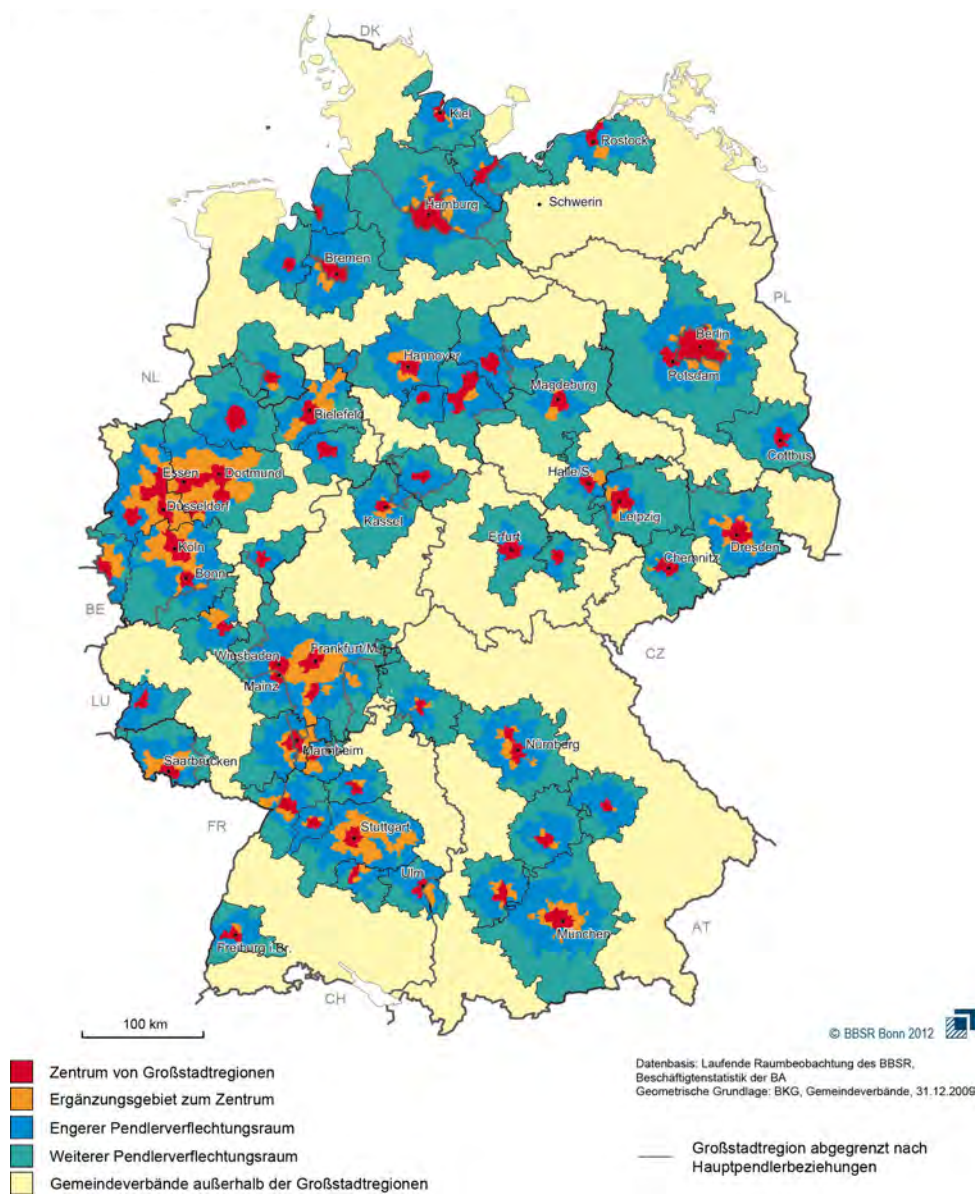 DK
Kiel
Rostock
Hamburg
Schwerin
Bremen
PL
Berlin
Hannover
Potsdam
NL
Magdeburg
Bielefeld
Cottbus
Essen
Dortmund
Halle/S.
Düsseldorf
Leipzig
Kassel
Köln
Erfurt
Dresden
Chemnitz
Bonn
BE
Wiesbaden
Frankfurt/M.
CZ
Mainz
LU
Mannheim
Nürnberg
Saarbrücken
FR
Stuttgart
Ulm
München
AT
Freiburg i.Br.
CH
100 km
© BBSR Bonn 2012
Zentrum von Großstadtregionen
Ergänzungsgebiet zum Zentrum
Engerer Pendlerverflechtungsraum
Weiterer Pendlerverflechtungsraum
Gemeindeverbände außerhalb der Großstadtregionen
Datenbasis: Laufende Raumbeobachtung des BBSR,
Beschäftigtenstatistik der BA
Geometrische Grundlage: BKG, Gemeindeverbände, 31.12.2009
Großstadtregion abgegrenzt nach
Hauptpendlerbeziehungen